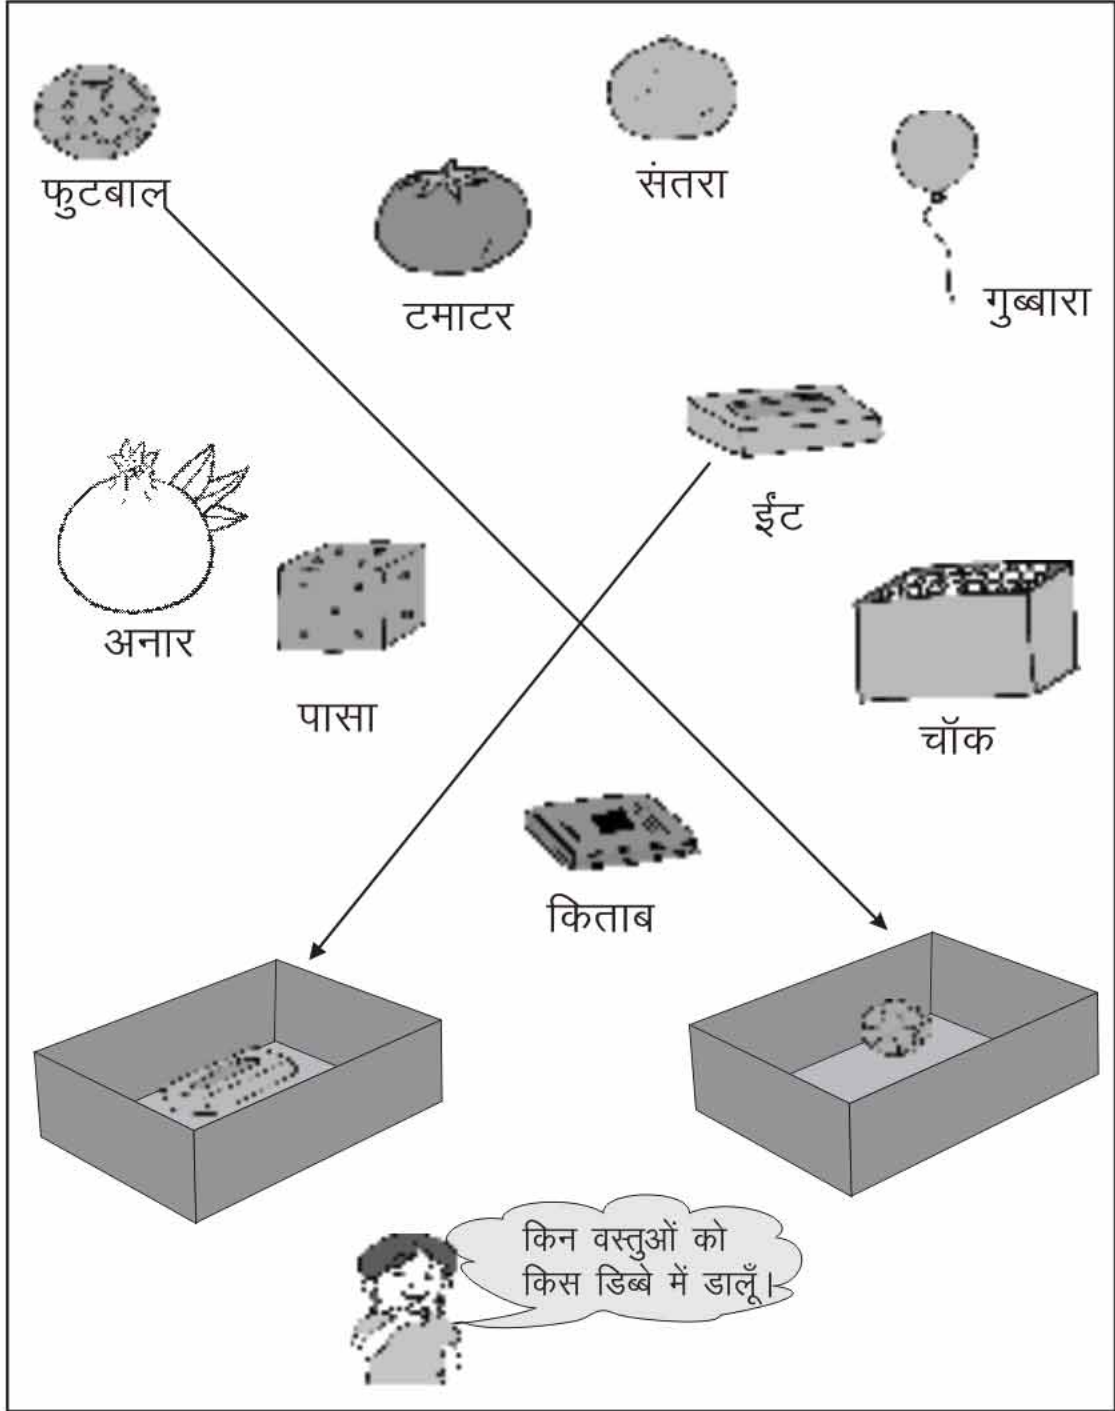 फुटबाल
संतरा
टमाटर
गुब्बारा
ईंट
अनार
पासा
चॉक
किताब
किन वस्तुओं को
किस डिब्बे में डालूँ।